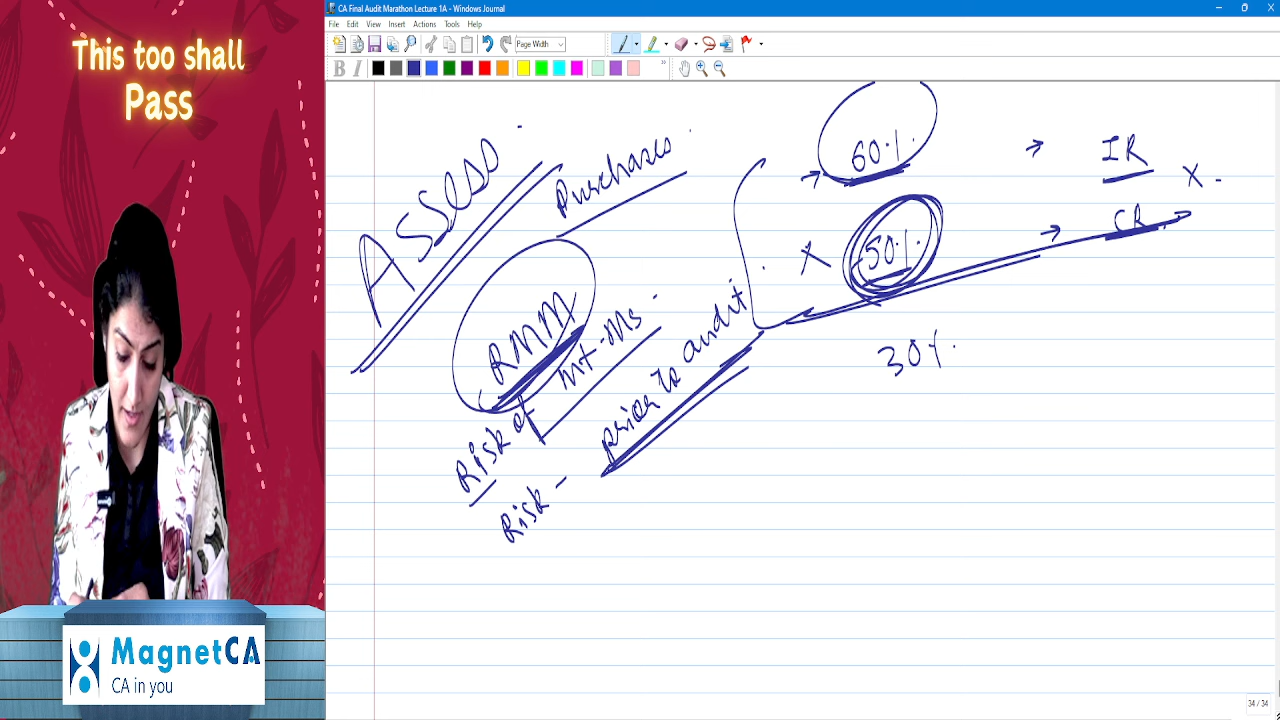 This too shall
Pass
CA Final Audit Marathon Lecture 1A - Windows Journal
File Edit View Insert Actions Tools Help
Page Width
B I
Assess
Purchases
RMM
Risk of Mt. Ms
Risk - prior to audit
60%. → IR
X 50%. → CR X
30%.
MagnetCA
CA in you
34 / 34